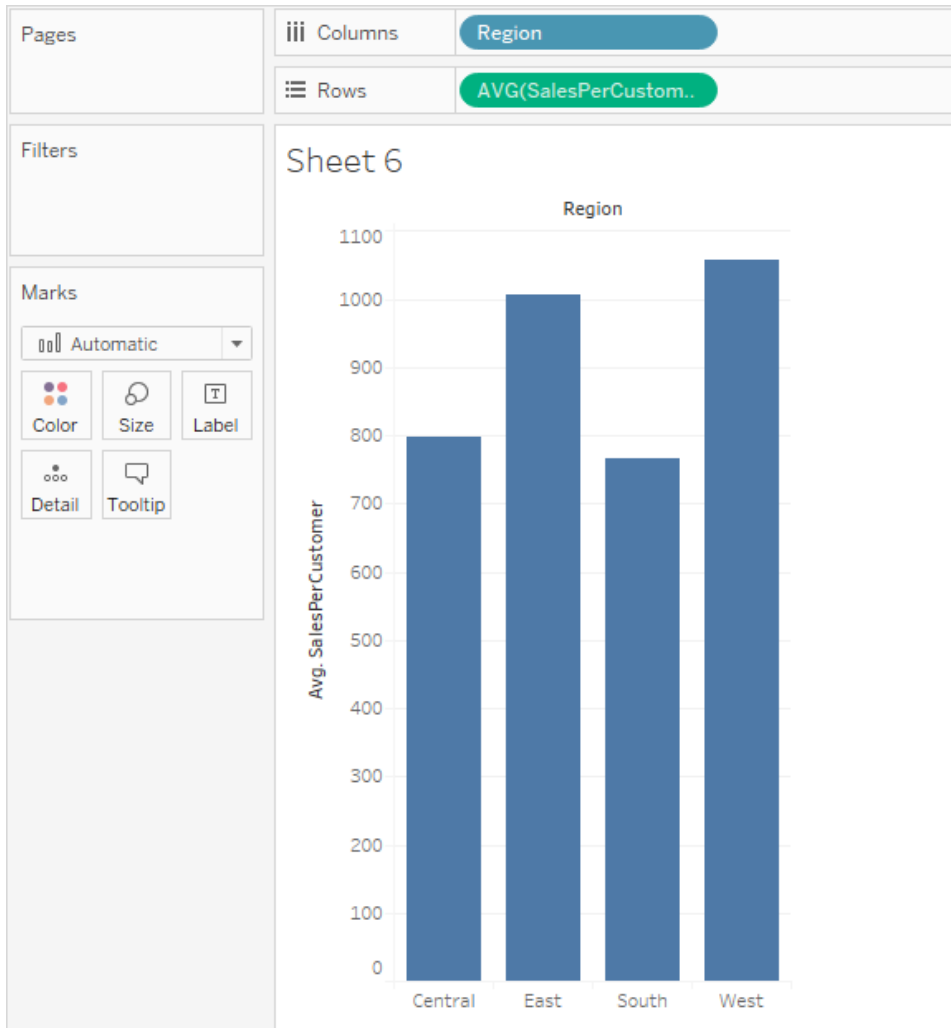 Pages
Columns
Region
Rows
AVG(SalesPerCustom..
Filters
Marks
Automatic
Color
Size
T
Label
Detail
Tooltip
Sheet 6
Region
Avg. SalesPerCustomer
1100
1000
900
800
700
600
500
400
300
200
100
0
Central
East
South
West